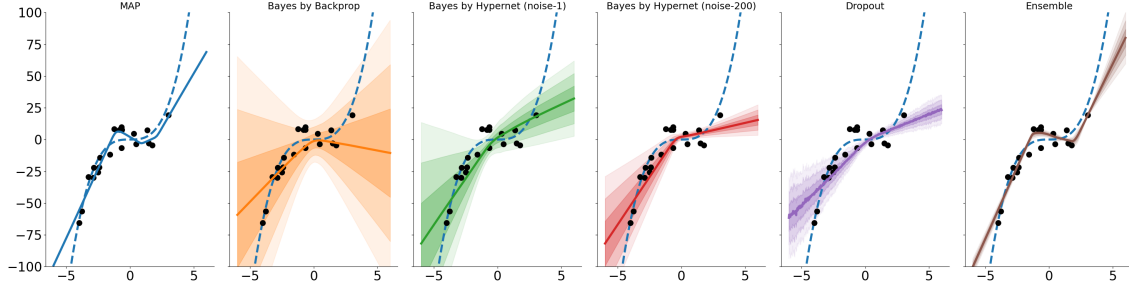 MAP
Bayes by Backprop
Bayes by Hypernet (noise-1)
Bayes by Hypernet (noise-200)
Dropout
Ensemble
100
75
50
25
0
−25
−50
−75
−100
−5 0 5
−5 0 5
−5 0 5
−5 0 5
−5 0 5
−5 0 5